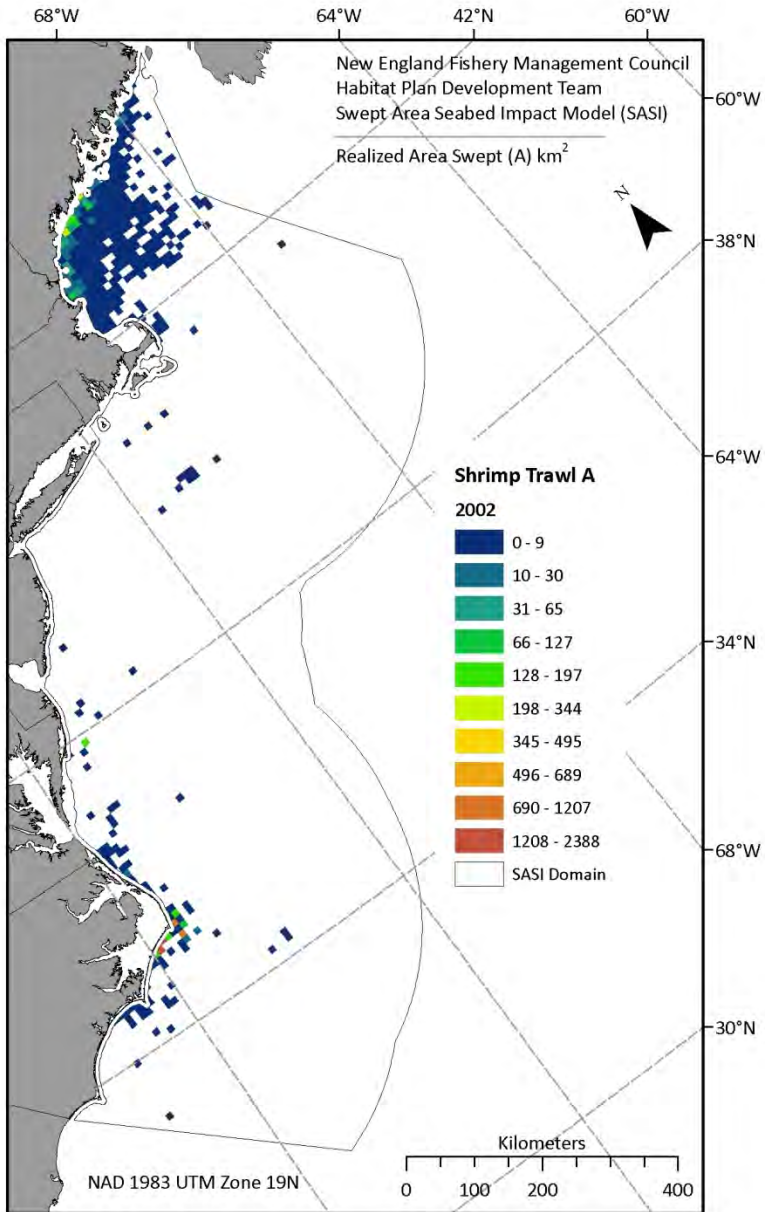 68°W 64°W 42°N 60°W
New England Fishery Management Council
Habitat Plan Development Team
Swept Area Seabed Impact Model (SASI)
Realized Area Swept (A) km²
60°W
N
38°N
64°W
Shrimp Trawl A
2002
0 - 9
10 - 30
31 - 65
66 - 127
128 - 197
198 - 344
345 - 495
496 - 689
690 - 1207
1208 - 2388
SASI Domain
34°N
68°W
30°N
Kilometers
0 100 200 300 400
NAD 1983 UTM Zone 19N